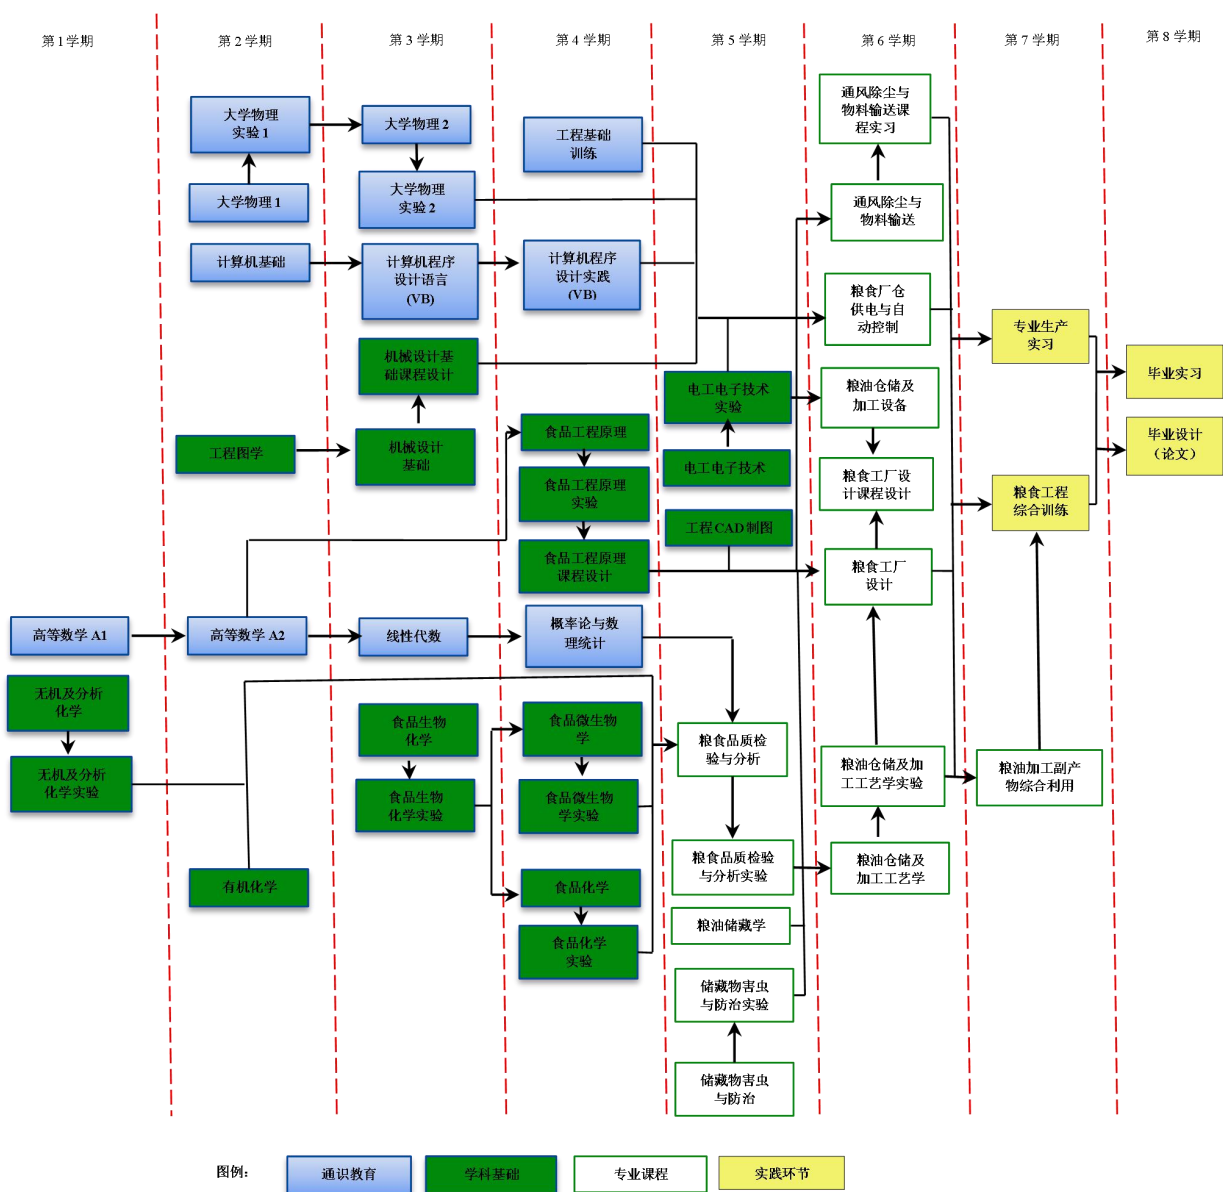 第 1 学期
第 2 学期
第 3 学期
第 4 学期
第 5 学期
第 6 学期
第 7 学期
第 8 学期
高等数学 A1
无机及分析
化学
无机及分析
化学实验
大学物理
实验 1
大学物理 1
计算机基础
工程图学
高等数学 A2
有机化学
大学物理 2
大学物理
实验 2
计算机程序
设计语言
(VB)
机械设计基
础课程设计
机械设计
基础
线性代数
食品生物
化学
食品生物
化学实验
工程基础
训练
计算机程序
设计实践
(VB)
食品工程原理
食品工程原理
实验
食品工程原理
课程设计
概率论与数
理统计
食品微生物
学
食品微生物
学实验
食品化学
食品化学
实验
电工电子技术
实验
电工电子技术
工程 CAD 制图
粮食品质检
验与分析
粮食品质检验
与分析实验
粮油储藏学
储藏物害虫
与防治实验
储藏物害虫
与防治
通风除尘与
物料输送课
程实习
通风除尘与
物料输送
粮食厂仓
供电与自
动控制
粮油仓储及
加工设备
粮食工厂设
计课程设计
粮食工厂
设计
粮油仓储及加
工工艺学实验
粮油仓储及
加工工艺学
专业生产
实习
粮食工程
综合训练
粮油加工副产
物综合利用
毕业实习
毕业设计
（论文）
图例：
通识教育
学科基础
专业课程
实践环节